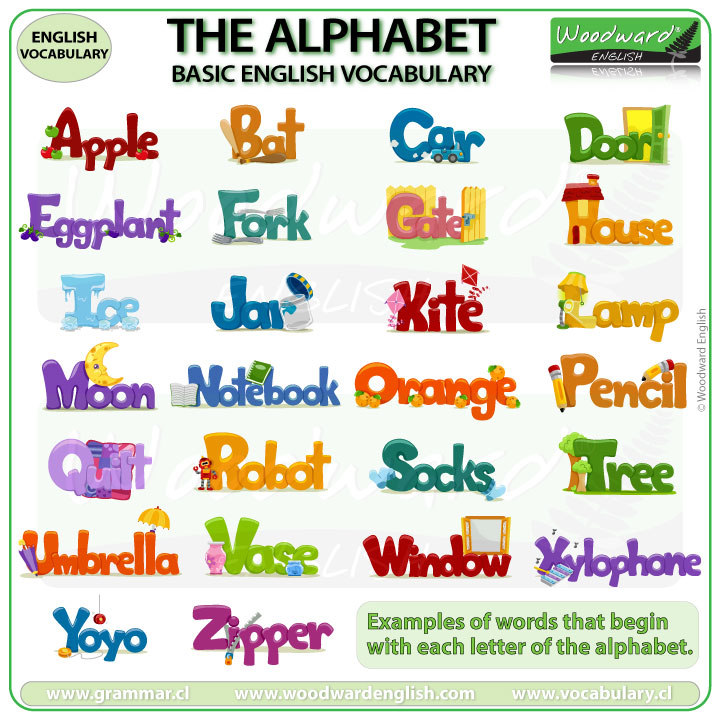 ENGLISH
VOCABULARY
THE ALPHABET
BASIC ENGLISH VOCABULARY
Woodward®
ENGLISH
Apple Bat Car Door
Eggplant Fork Gate House
Ice Jar Kite Lamp
Moon Notebook Orange Pencil
Quilt Robot Socks Tree
Umbrella Vase Window Xylophone
Yoyo Zipper
Examples of words that begin
with each letter of the alphabet.
© Woodward English
Woodward
ENGLISH
Woodward
www.grammar.cl www.woodwardenglish.com www.vocabulary.cl